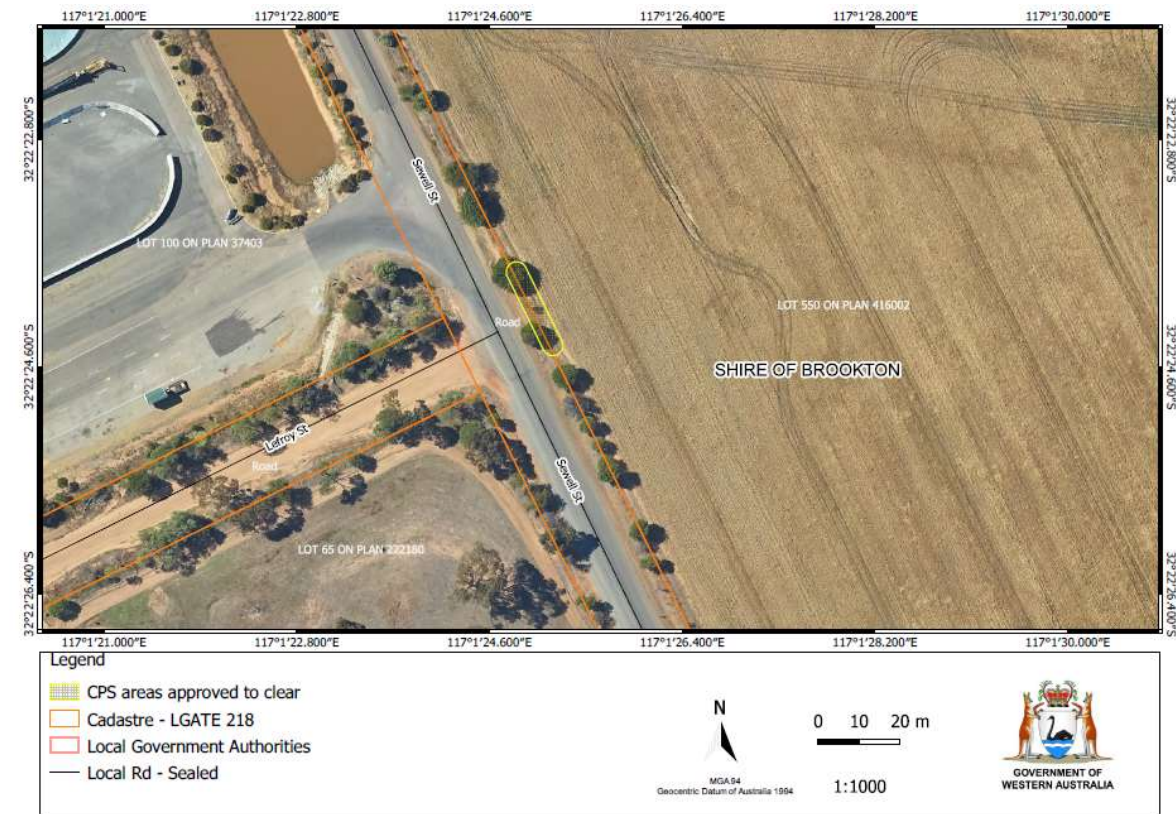 117°1'21.000"E 117°1'22.800"E 117°1'24.600"E 117°1'26.400"E 117°1'28.200"E 117°1'30.000"E
32°22'22.800"S
32°22'22.800"S
Sewell St
LOT 100 ON PLAN 37403
LOT 550 ON PLAN 416002
Road
32°22'24.600"S
32°22'24.600"S
SHIRE OF BROOKTON
Lefroy St
Road
Sewell St
LOT 65 ON PLAN 222180
32°22'26.400"S
32°22'26.400"S
117°1'21.000"E 117°1'22.800"E 117°1'24.600"E 117°1'26.400"E 117°1'28.200"E 117°1'30.000"E
Legend
CPS areas approved to clear
Cadastre - LGATE 218
Local Government Authorities
Local Rd - Sealed
N
MGA94
Geocentric Datum of Australia 1994
0 10 20 m
1:1000
GOVERNMENT OF
WESTERN AUSTRALIA